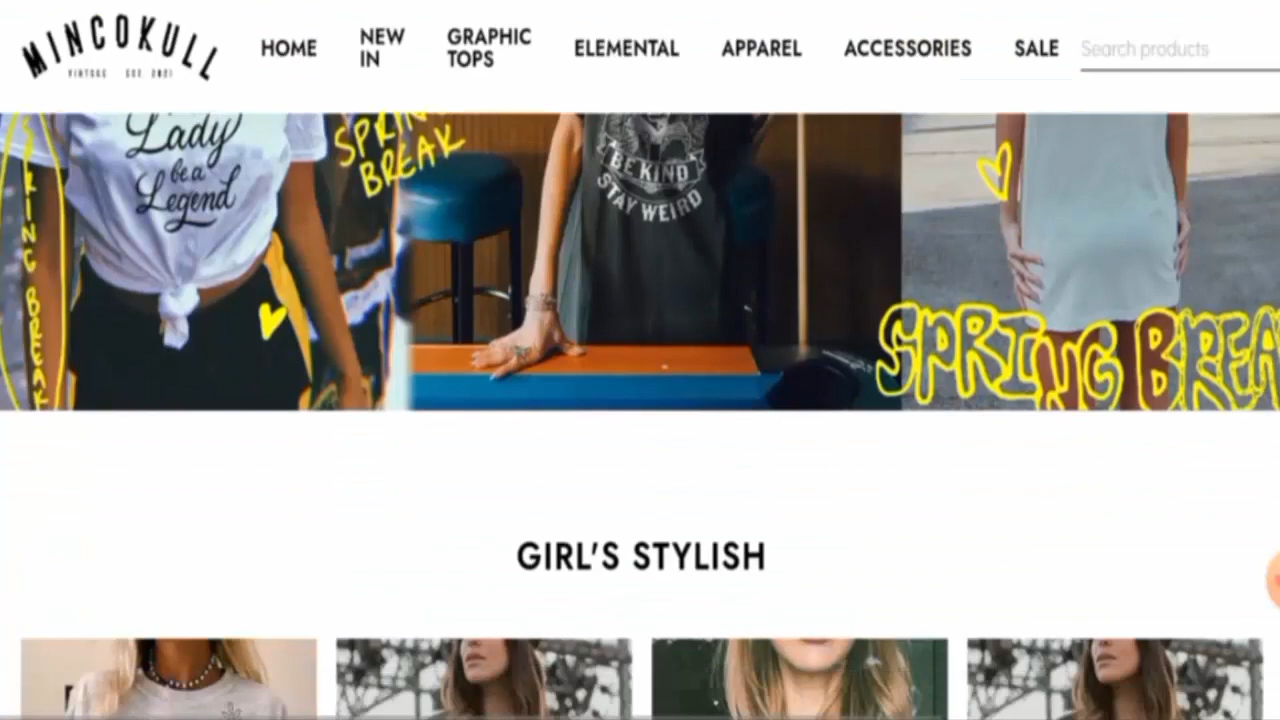 MINCOKULL
VINTAGE EST. 2021
HOME
NEW
IN
GRAPHIC
TOPS
ELEMENTAL
APPAREL
ACCESSORIES
SALE
Search products
Lady
be a
Legend
SPRING
BREAK
BREAK
BE KIND
STAY WEIRD
SPRING BREA
GIRL'S STYLISH